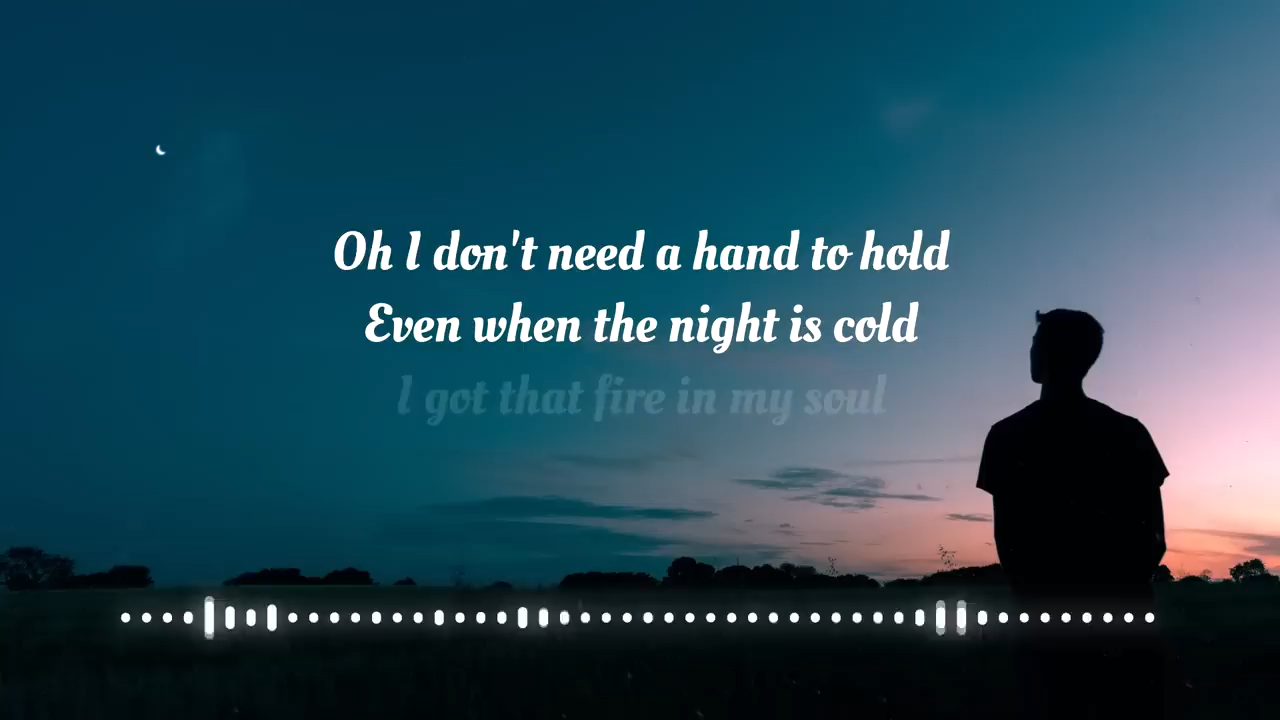 Oh I don't need a hand to hold
Even when the night is cold
I got that fire in my soul